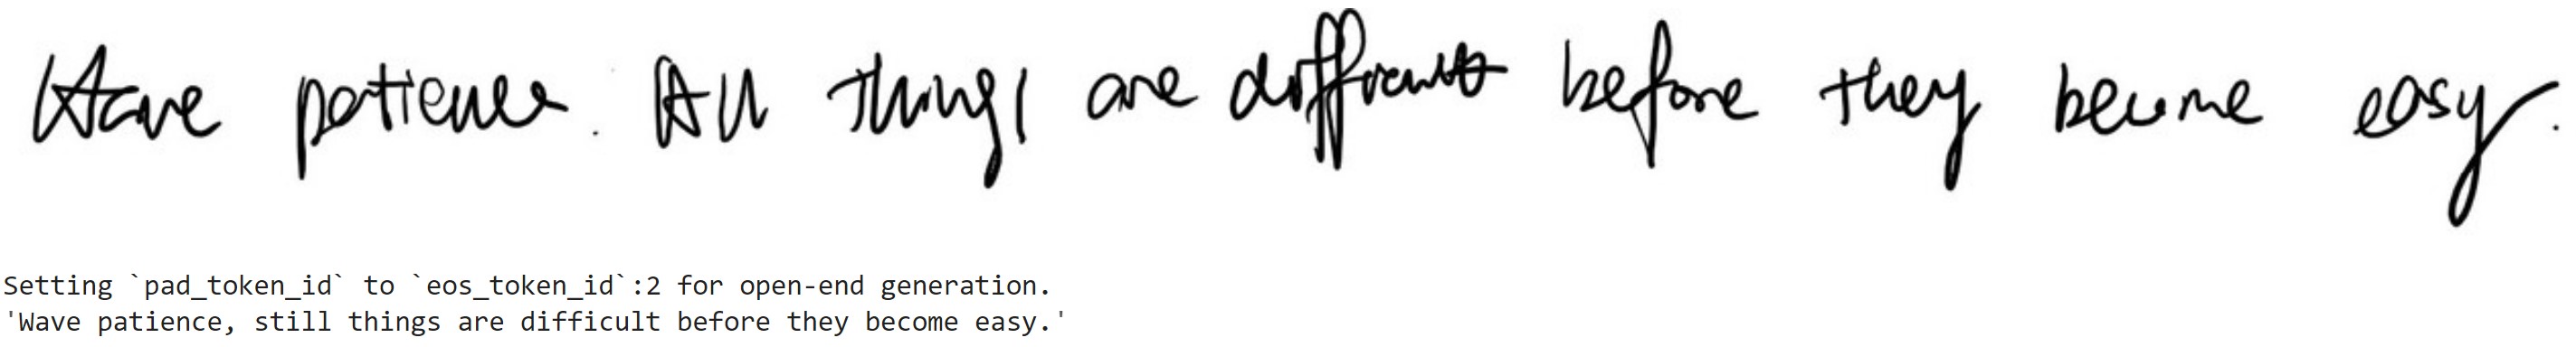 Have patience. All things are difficult before they become easy.
Setting `pad_token_id` to `eos_token_id`:2 for open-end generation.
'Wave patience, still things are difficult before they become easy.'